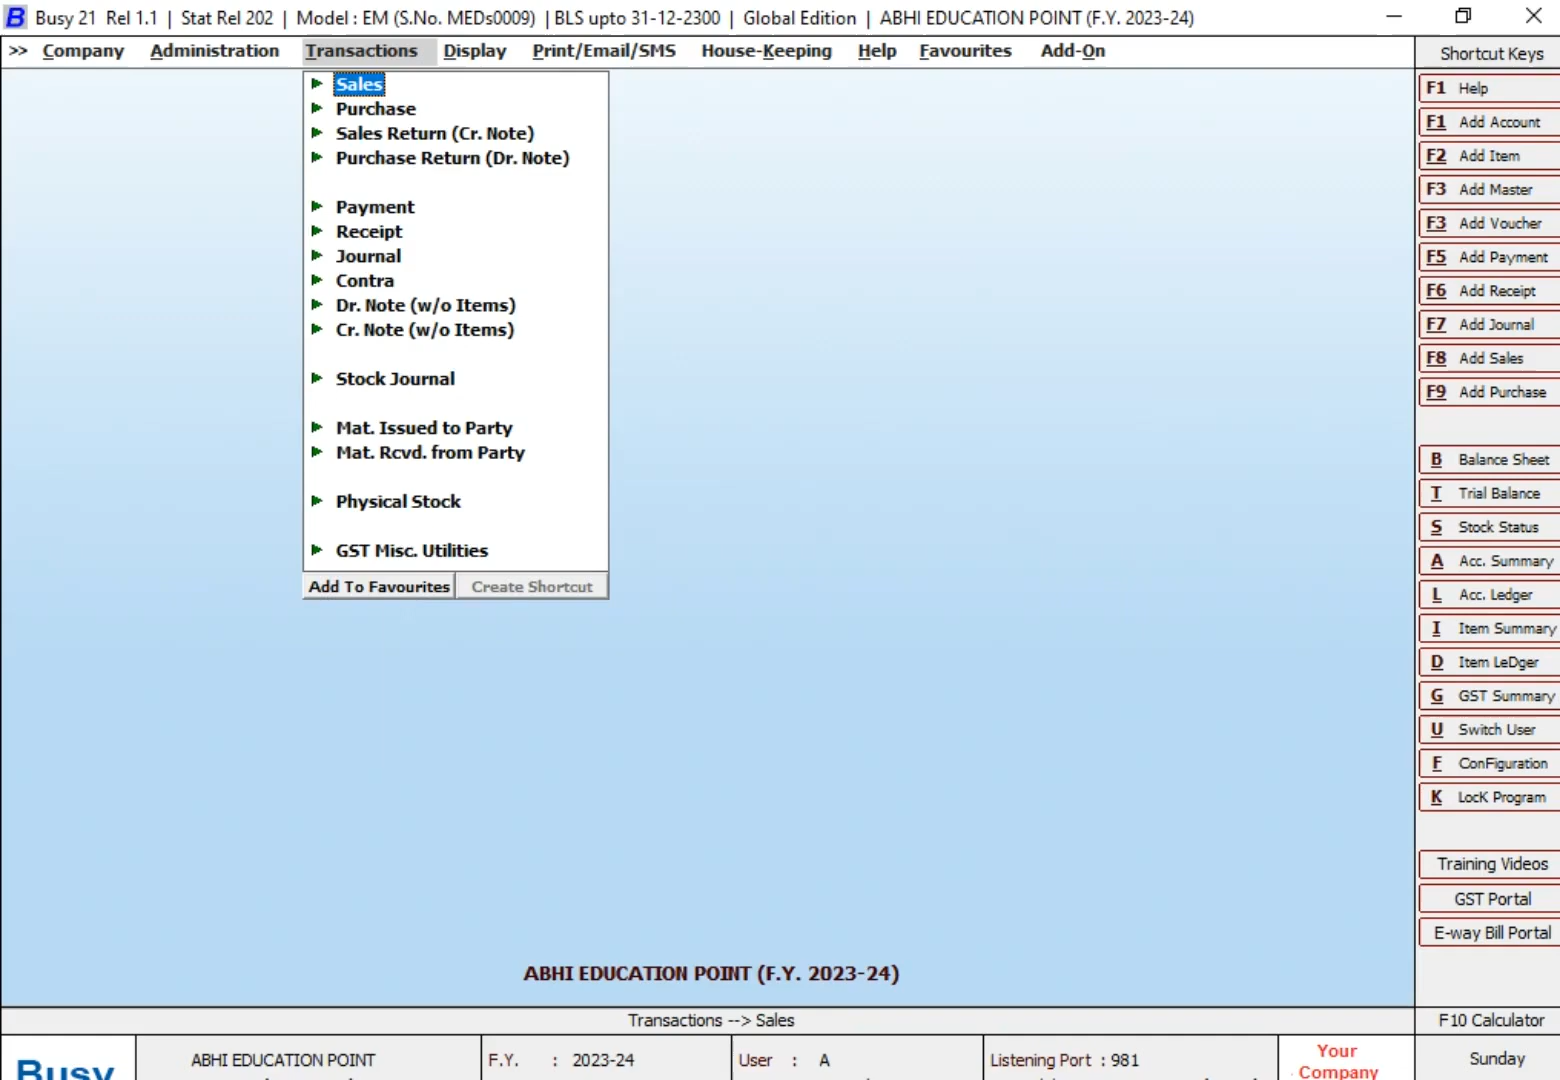 B Busy 21 Rel 1.1 | Stat Rel 202 | Model : EM (S.No. MEDs0009) | BLS upto 31-12-2300 | Global Edition | ABHI EDUCATION POINT (F.Y. 2023-24)
>> Company Administration Transactions Display Print/Email/SMS House-Keeping Help Favourites Add-On
Sales
Purchase
Sales Return (Cr. Note)
Purchase Return (Dr. Note)
Payment
Receipt
Journal
Contra
Dr. Note (w/o Items)
Cr. Note (w/o Items)
Stock Journal
Mat. Issued to Party
Mat. Rcvd. from Party
Physical Stock
GST Misc. Utilities
Add To Favourites Create Shortcut
Shortcut Keys
F1 Help
F1 Add Account
F2 Add Item
F3 Add Master
F3 Add Voucher
F5 Add Payment
F6 Add Receipt
F7 Add Journal
F8 Add Sales
F9 Add Purchase
B Balance Sheet
T Trial Balance
S Stock Status
A Acc. Summary
L Acc. Ledger
I Item Summary
D Item LeDger
G GST Summary
U Switch User
F ConFiguration
K LocK Program
Training Videos
GST Portal
E-way Bill Portal
ABHI EDUCATION POINT (F.Y. 2023-24)
Transactions --> Sales
F10 Calculator
Busy
ABHI EDUCATION POINT
F.Y. : 2023-24
User : A
Listening Port : 981
Your
Company
Sunday